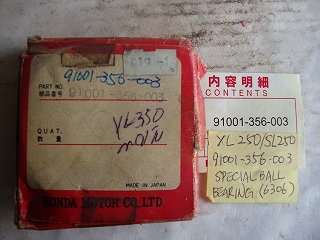 91001-356-003
PART NO.
部品番号 91001-356-003
QUAT.
数量
YL350
MAIN
MADE IN JAPAN
HONDA MOTOR CO., LTD.
内容明細
CONTENTS
91001-356-003
YL250/SL250
91001-356-003
SPECIAL BALL
BEARING (6306)